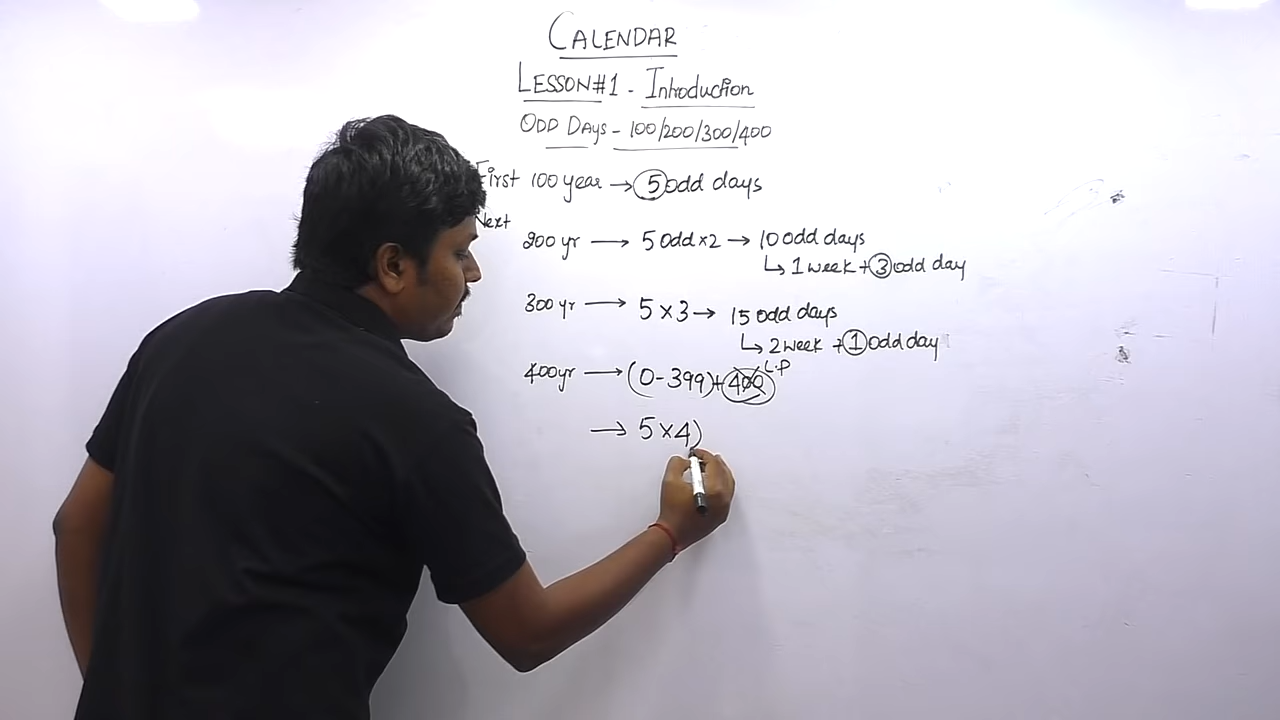 CALENDAR
LESSON#1 - Introduction
ODD DAYS - 100/200/300/400
First 100 year → 5 odd days
Next
200 yr → 5 odd × 2 → 10 odd days
↳ 1 week + 3 odd day
300 yr → 5 × 3 → 15 odd days
↳ 2 week + 1 odd day
400 yr → (0-399) + 400 L.P
→ 5 × 4)